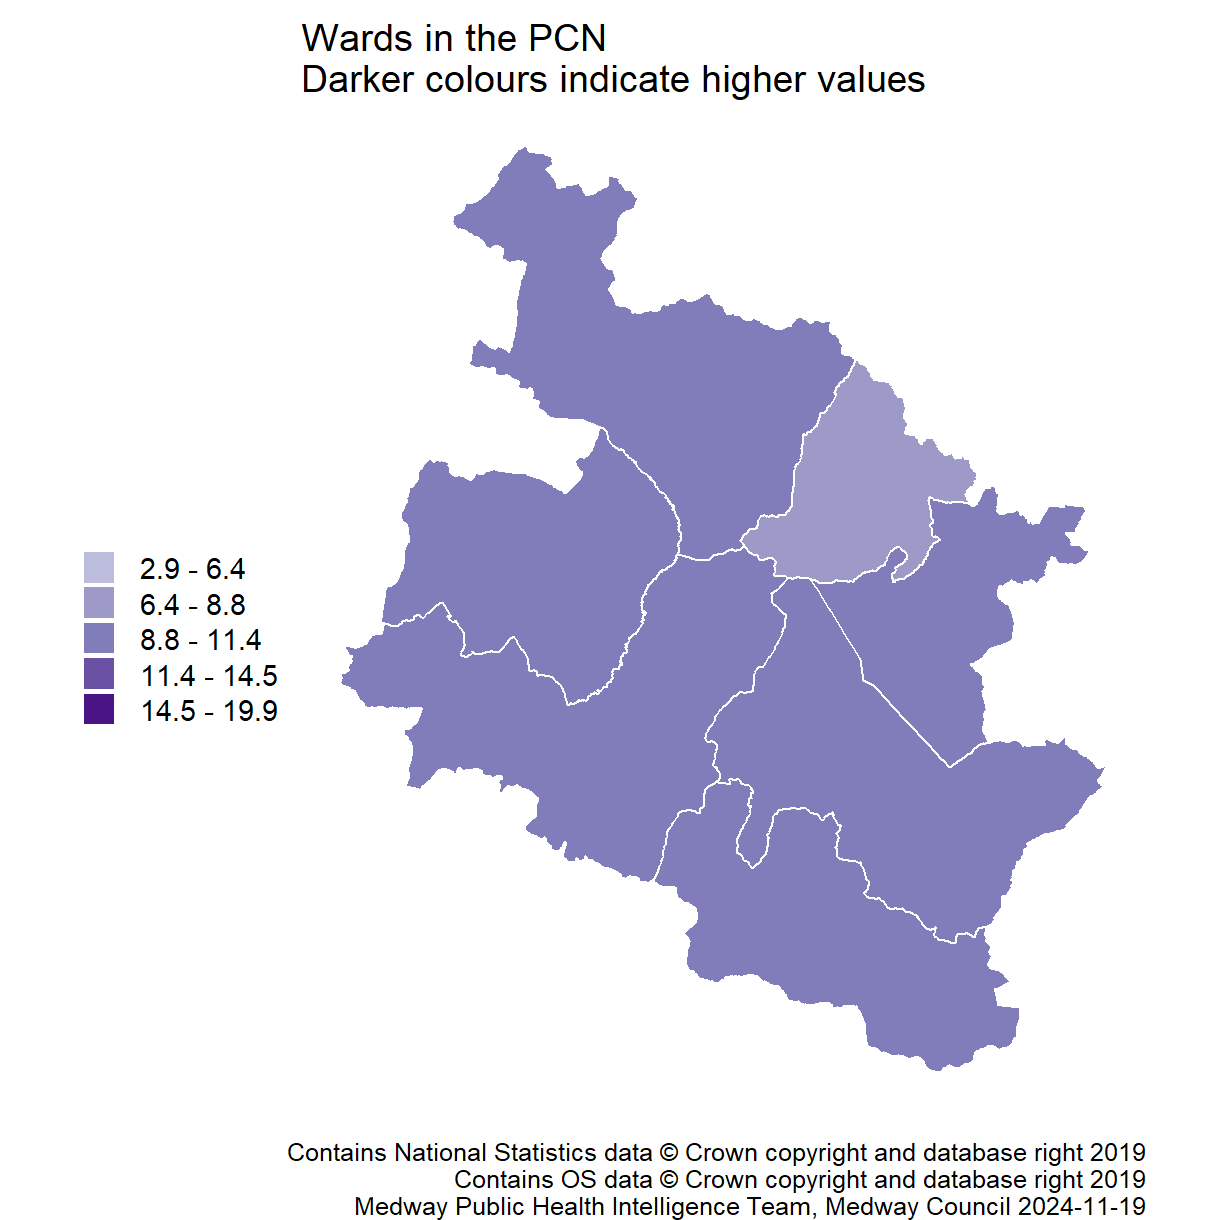 Wards in the PCN
Darker colours indicate higher values
2.9 - 6.4
6.4 - 8.8
8.8 - 11.4
11.4 - 14.5
14.5 - 19.9
Contains National Statistics data © Crown copyright and database right 2019
Contains OS data © Crown copyright and database right 2019
Medway Public Health Intelligence Team, Medway Council 2024-11-19